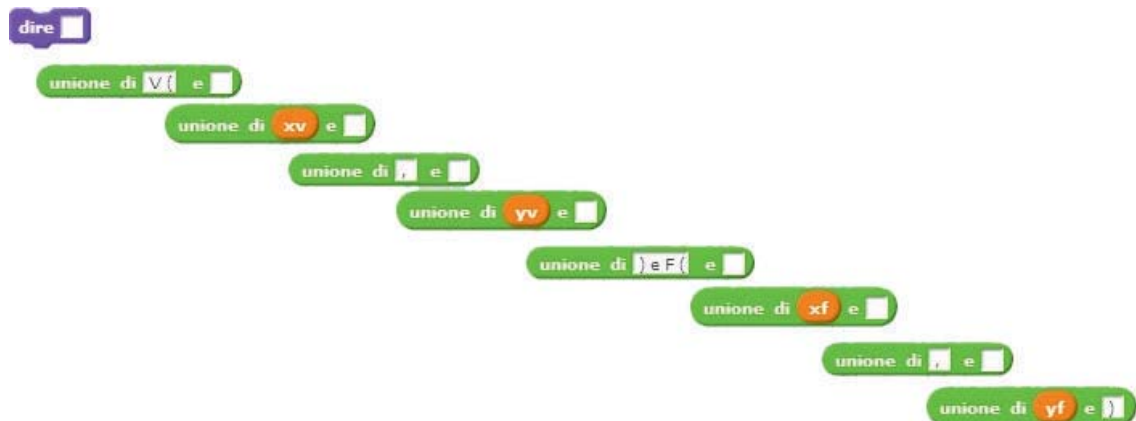 dire
unione di V( e
unione di xv e
unione di , e
unione di yv e
unione di ) e F( e
unione di xf e
unione di , e
unione di yf e )